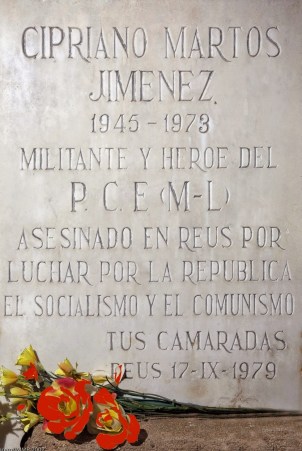 CIPRIANO MARTOS
JIMENEZ.
1945-1973
MILITANTE Y HEROE DEL
P. C. E (M-L)
ASESINADO EN REUS POR
LUCHAR POR LA REPUBLICA
EL SOCIALISMO Y EL COMUNISMO
TUS CAMARADAS.
REUS 17-IX-1979